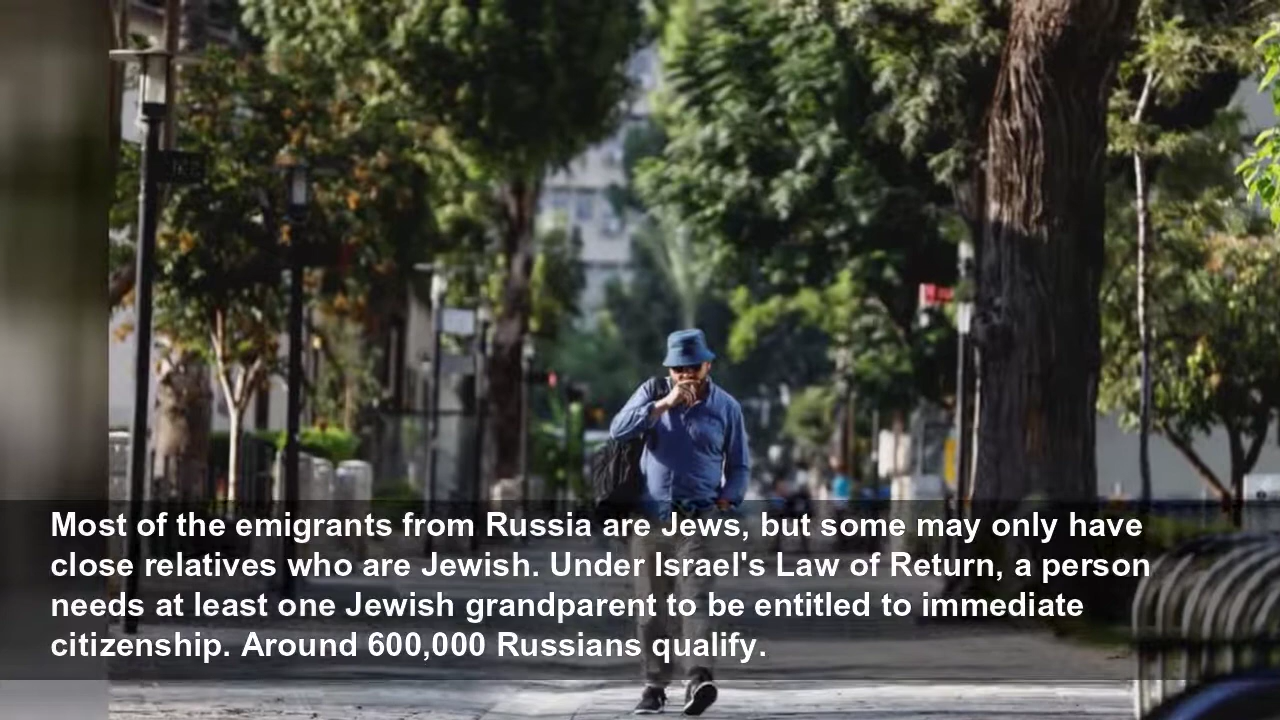 Most of the emigrants from Russia are Jews, but some may only have
close relatives who are Jewish. Under Israel's Law of Return, a person
needs at least one Jewish grandparent to be entitled to immediate
citizenship. Around 600,000 Russians qualify.